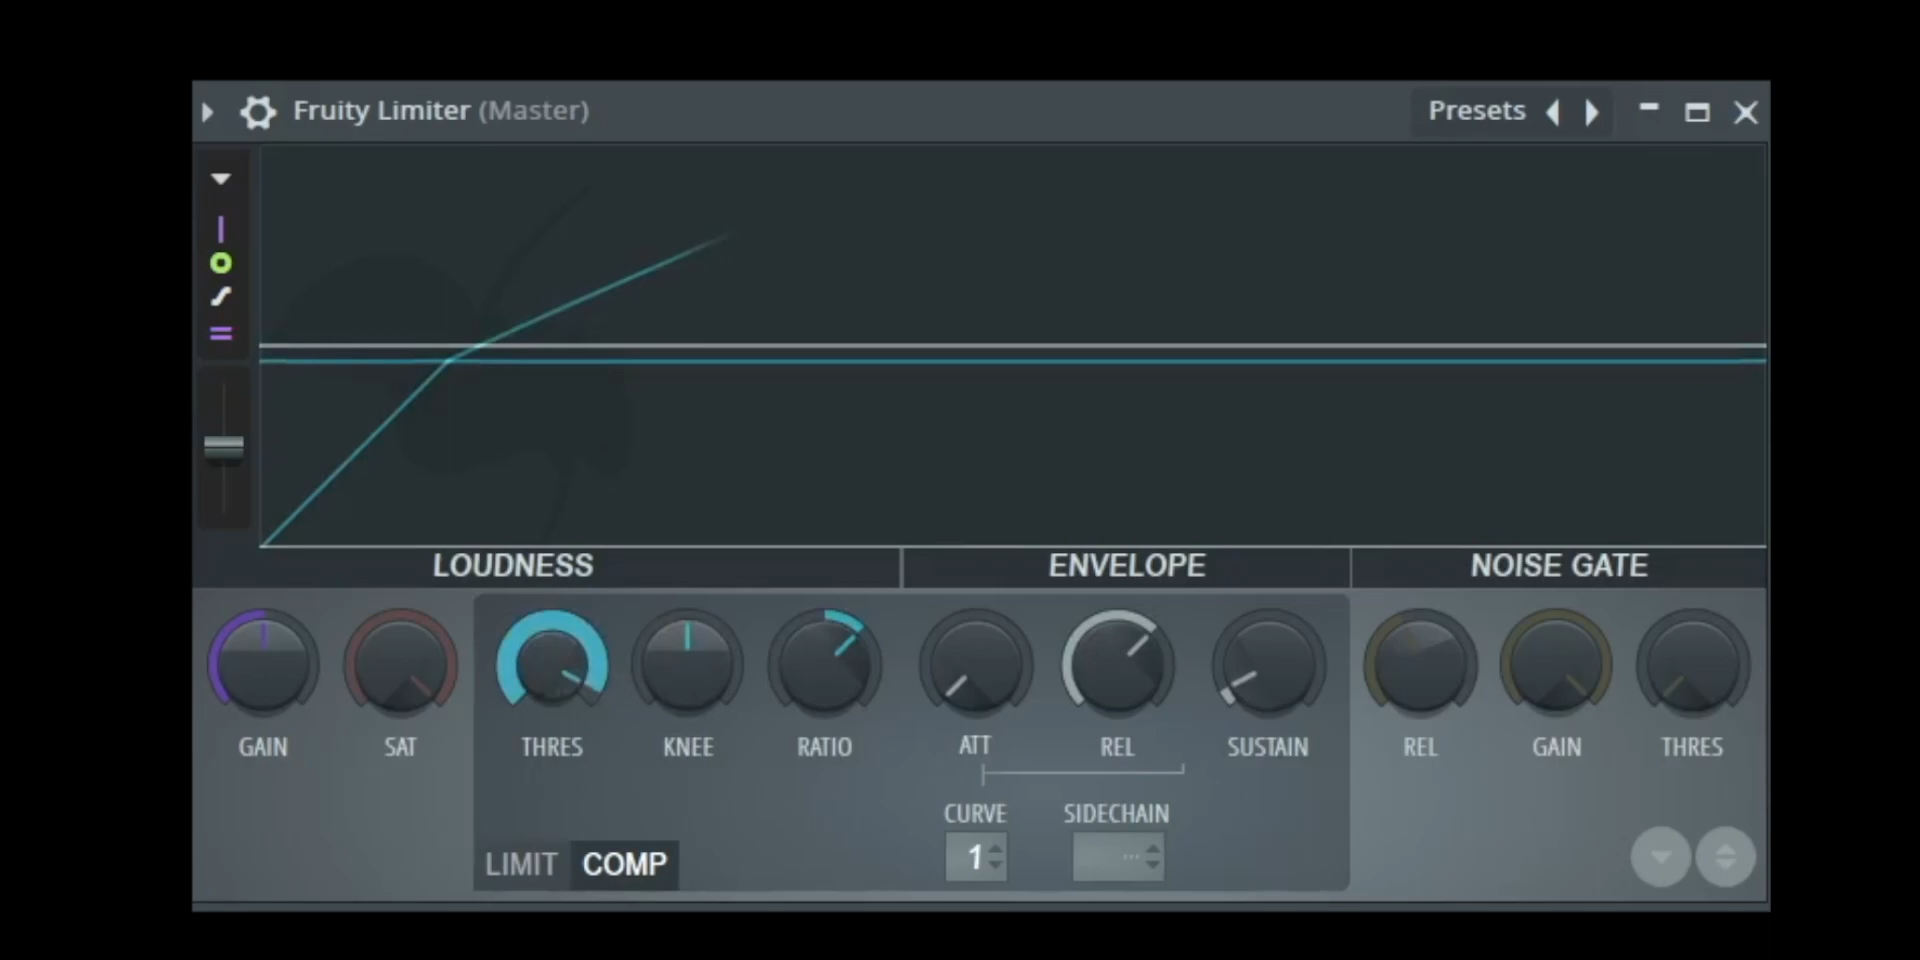 Fruity Limiter (Master)
Presets
LOUDNESS
ENVELOPE
NOISE GATE
GAIN
SAT
THRES
KNEE
RATIO
ATT
REL
SUSTAIN
REL
GAIN
THRES
CURVE
SIDECHAIN
LIMIT
COMP
1
...